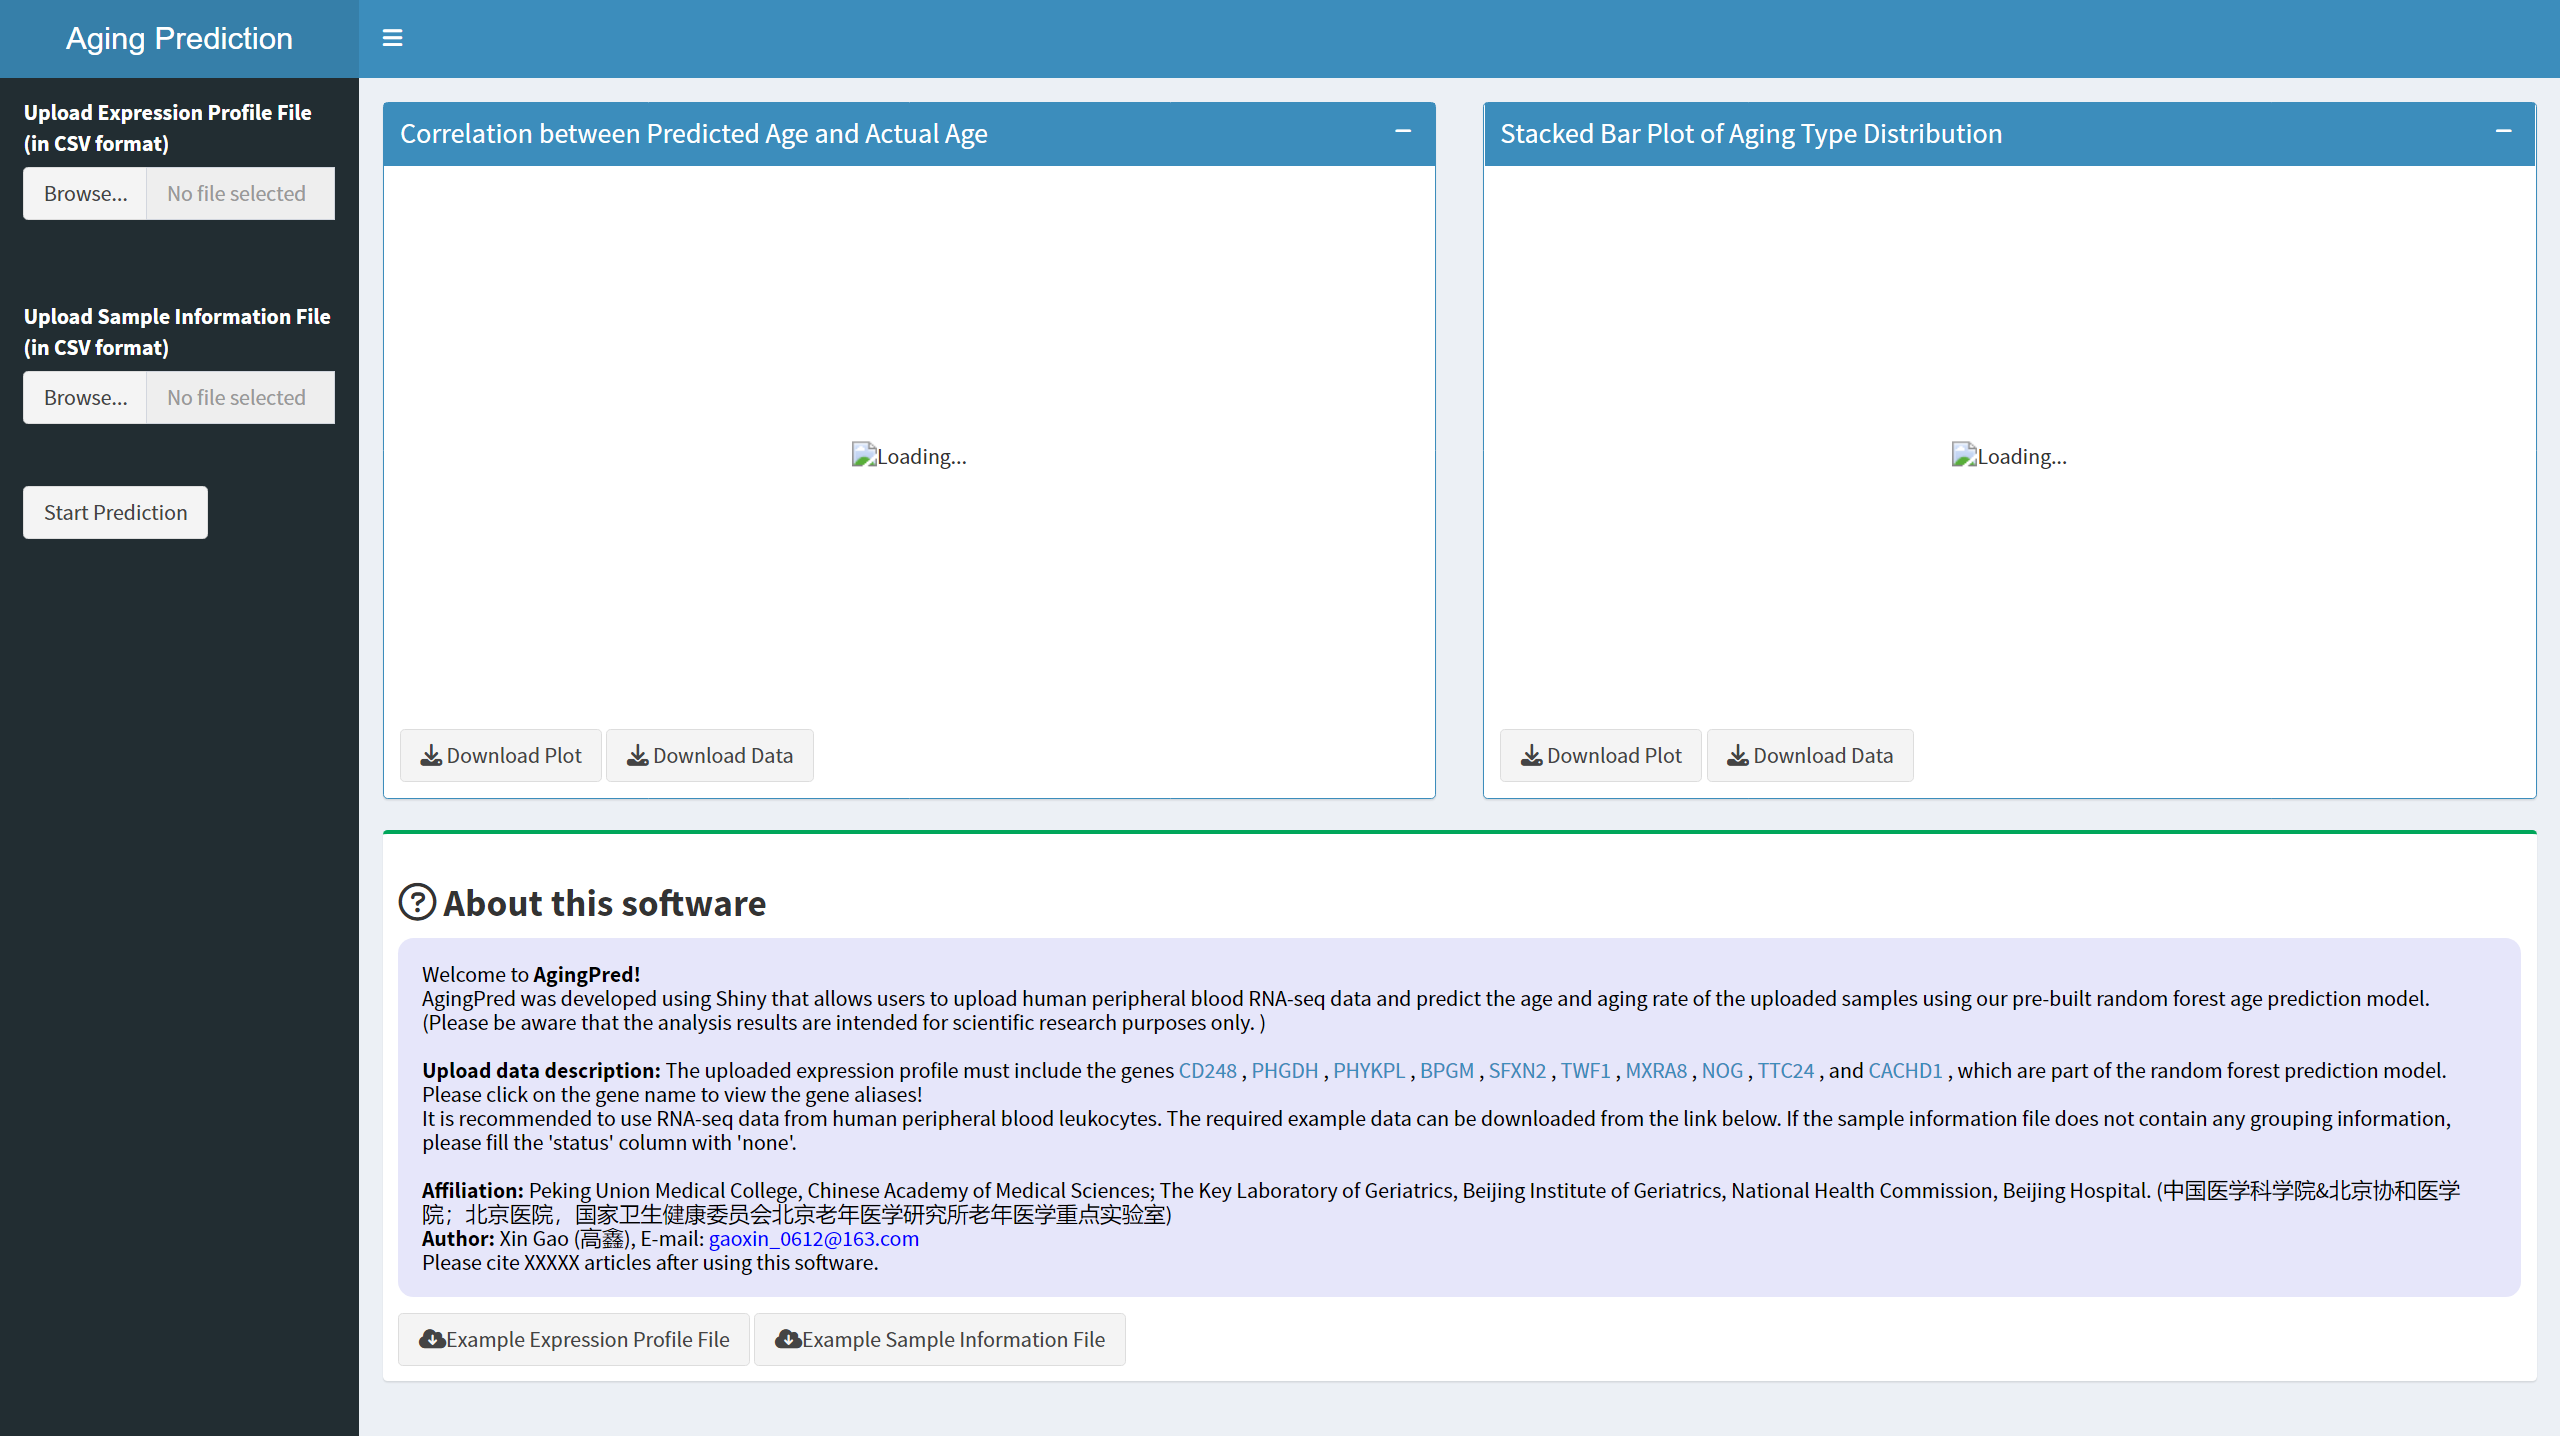 Aging Prediction
Upload Expression Profile File
(in CSV format)
Browse...
No file selected
Upload Sample Information File
(in CSV format)
Browse...
No file selected
Start Prediction
Correlation between Predicted Age and Actual Age
Loading...
Download Plot
Download Data
Stacked Bar Plot of Aging Type Distribution
Loading...
Download Plot
Download Data
About this software
Welcome to AgingPred!
AgingPred was developed using Shiny that allows users to upload human peripheral blood RNA-seq data and predict the age and aging rate of the uploaded samples using our pre-built random forest age prediction model.
(Please be aware that the analysis results are intended for scientific research purposes only. )
Upload data description: The uploaded expression profile must include the genes CD248 , PHGDH , PHYKPL , BPGM , SFXN2 , TWF1 , MXRA8 , NOG , TTC24 , and CACHD1 , which are part of the random forest prediction model.
Please click on the gene name to view the gene aliases!
It is recommended to use RNA-seq data from human peripheral blood leukocytes. The required example data can be downloaded from the link below. If the sample information file does not contain any grouping information,
please fill the 'status' column with 'none'.
Affiliation: Peking Union Medical College, Chinese Academy of Medical Sciences; The Key Laboratory of Geriatrics, Beijing Institute of Geriatrics, National Health Commission, Beijing Hospital. (中国医学科学院&北京协和医学
院；北京医院，国家卫生健康委员会北京老年医学研究所老年医学重点实验室)
Author: Xin Gao (高鑫), E-mail: gaoxin_0612@163.com
Please cite XXXXX articles after using this software.
Example Expression Profile File
Example Sample Information File